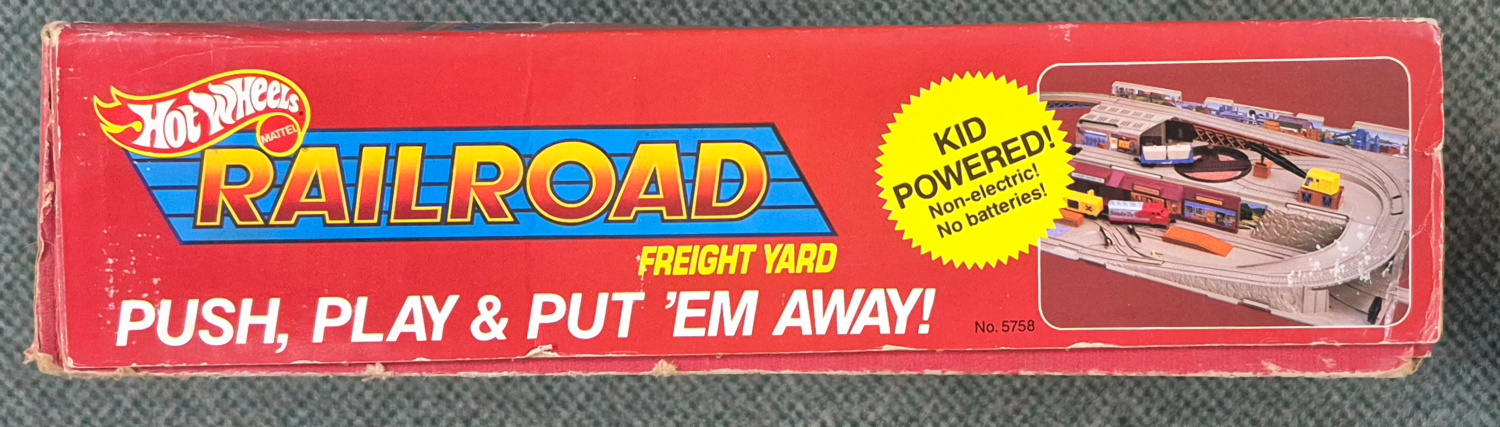 Hot Wheels
MATTEL
RAILROAD
FREIGHT YARD
PUSH, PLAY & PUT 'EM AWAY!
KID
POWERED!
Non-electric!
No batteries!
No. 5758